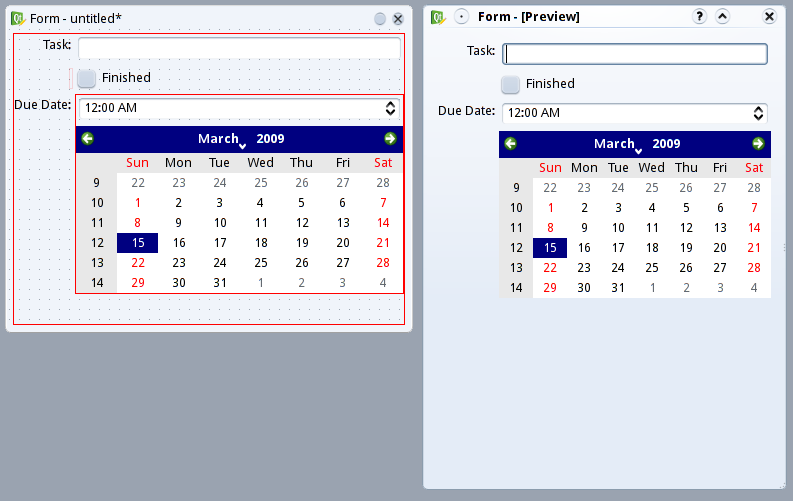 Form - untitled*
Task:
Finished
Due Date: 12:00 AM
March 2009
Sun Mon Tue Wed Thu Fri Sat
9 22 23 24 25 26 27 28
10 1 2 3 4 5 6 7
11 8 9 10 11 12 13 14
12 15 16 17 18 19 20 21
13 22 23 24 25 26 27 28
14 29 30 31 1 2 3 4
Form - [Preview] ?
Task:
Finished
Due Date: 12:00 AM
March 2009
Sun Mon Tue Wed Thu Fri Sat
9 22 23 24 25 26 27 28
10 1 2 3 4 5 6 7
11 8 9 10 11 12 13 14
12 15 16 17 18 19 20 21
13 22 23 24 25 26 27 28
14 29 30 31 1 2 3 4